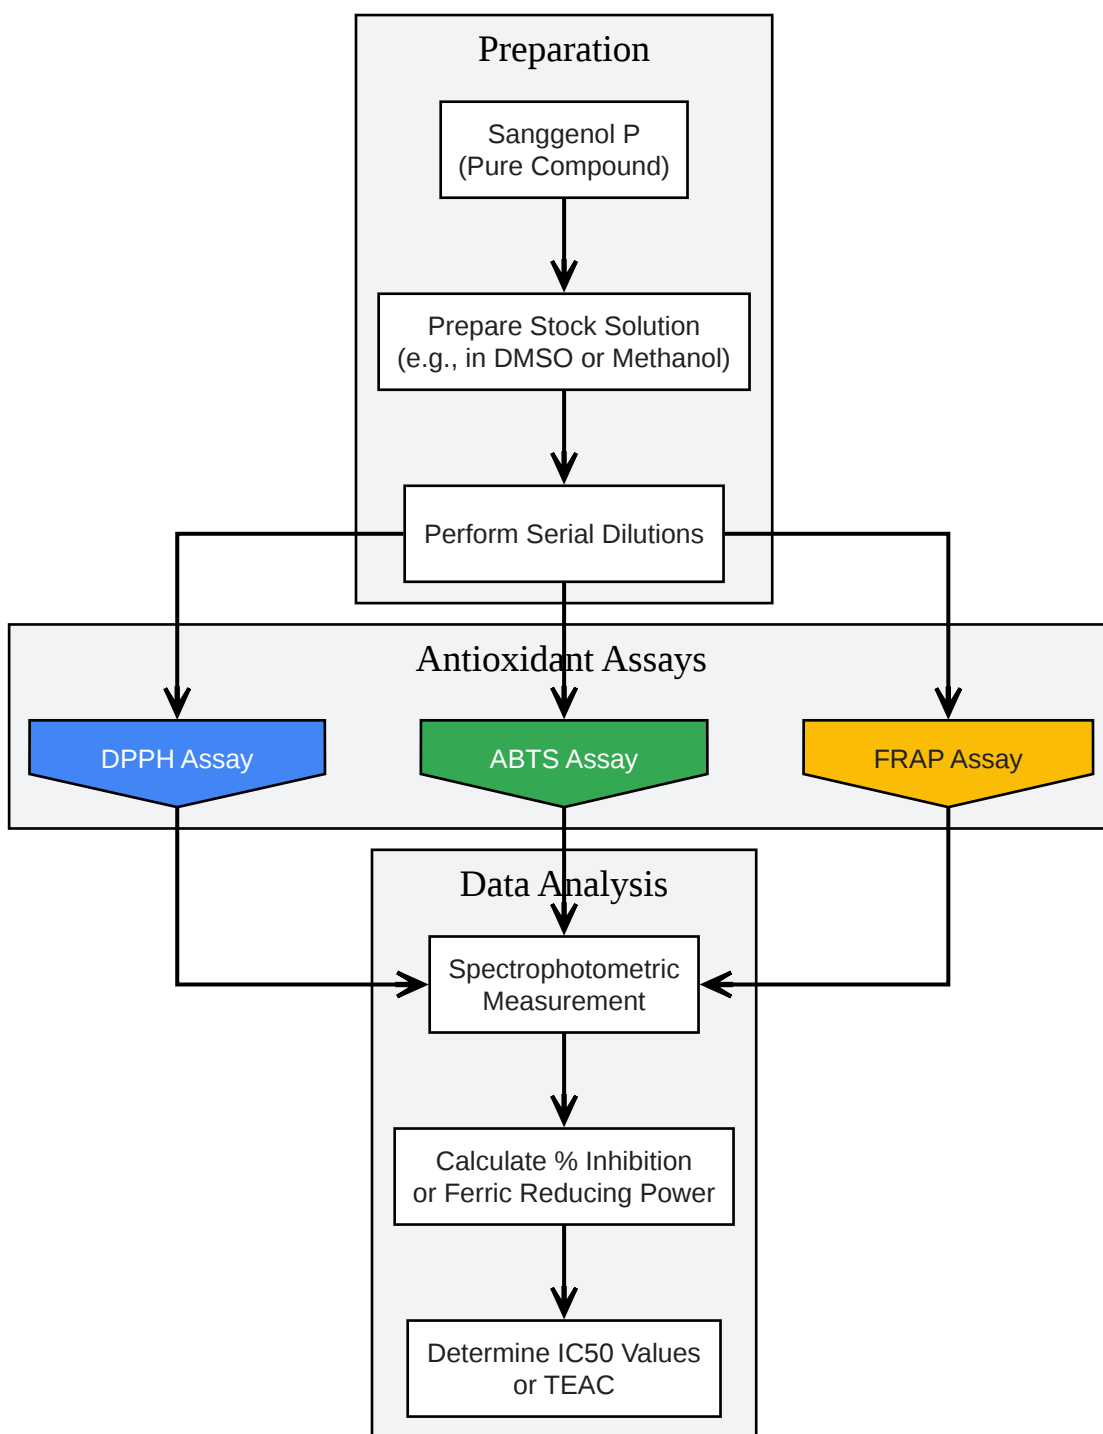 Preparation
Sanggenol P
(Pure Compound)
Prepare Stock Solution
(e.g., in DMSO or Methanol)
Perform Serial Dilutions
Antioxidant Assays
DPPH Assay
ABTS Assay
FRAP Assay
Data Analysis
Spectrophotometric
Measurement
Calculate % Inhibition
or Ferric Reducing Power
Determine IC50 Values
or TEAC